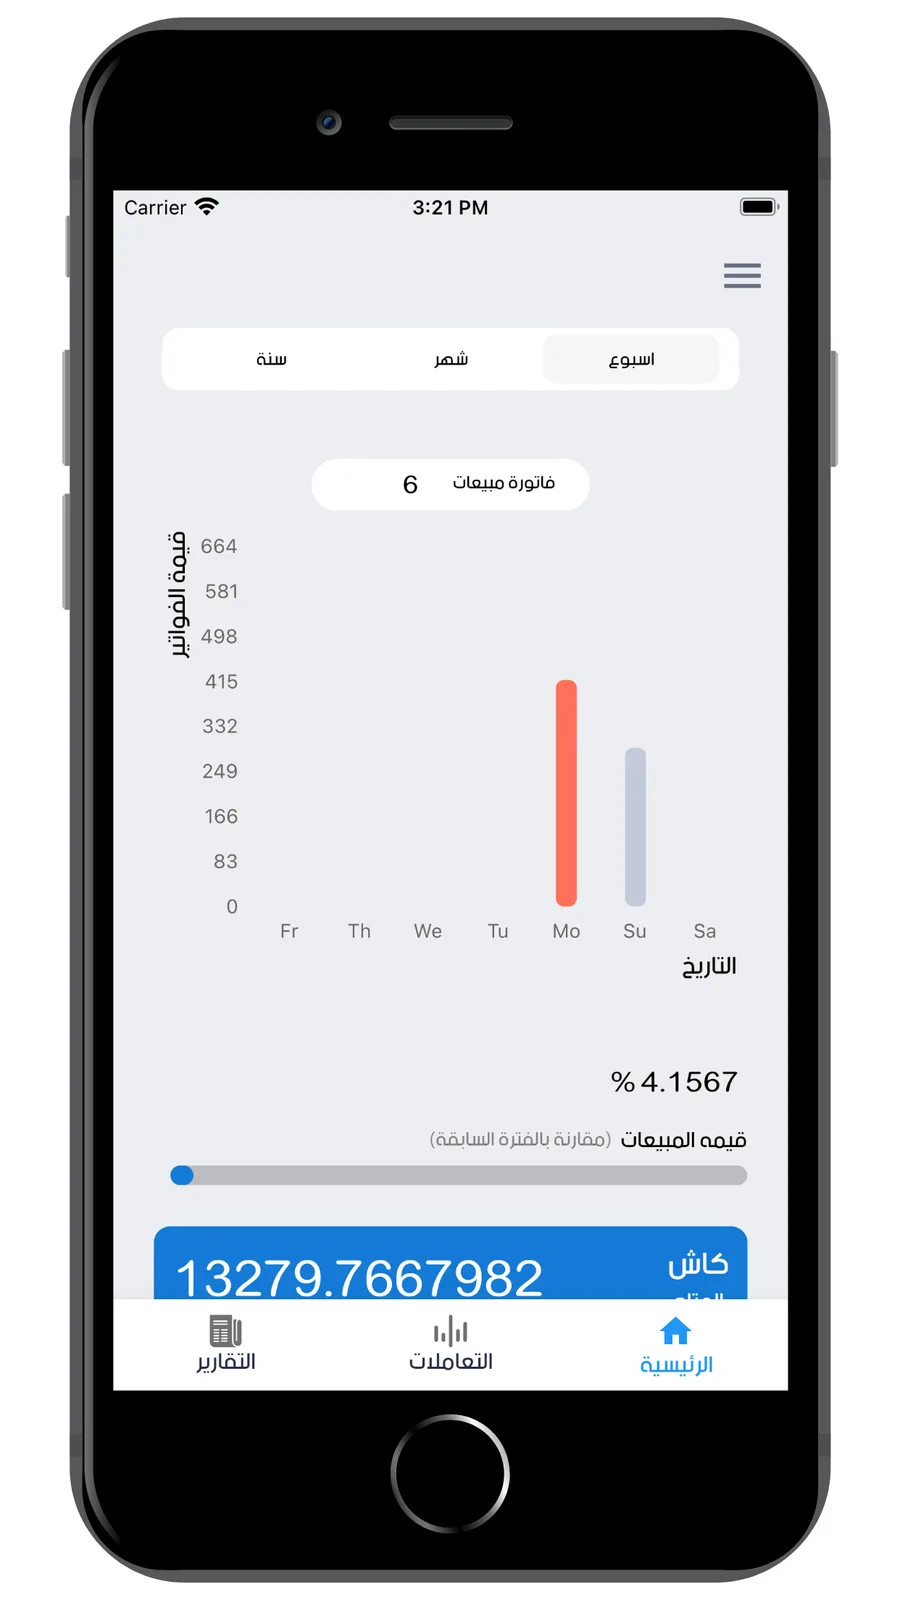 Carrier 3:21 PM
اسبوع شهر سنة
فاتورة مبيعات 6
قيمة الفواتير
664
581
498
415
332
249
166
83
0
Fr Th We Tu Mo Su Sa
التاريخ
% 4.1567
قيمه المبيعات (مقارنة بالفترة السابقة)
كاش 13279.7667982
الرئيسية التعاملات التقارير